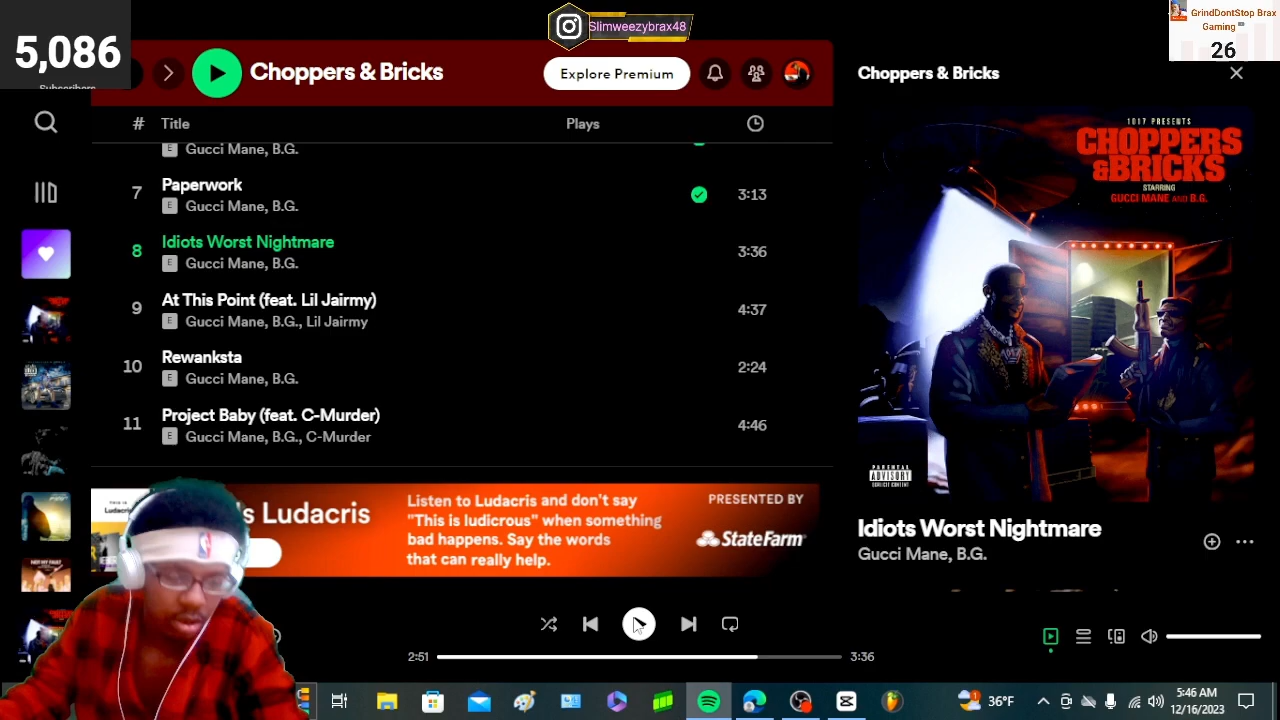 5,086
Subscribers
Slimweezybrax48
GrindDontStop Brax
Gaming
26
Choppers & Bricks
Explore Premium
Choppers & Bricks
# Title Plays
E Gucci Mane, B.G.
7 Paperwork 3:13
E Gucci Mane, B.G.
8 Idiots Worst Nightmare 3:36
E Gucci Mane, B.G.
9 At This Point (feat. Lil Jairmy) 4:37
E Gucci Mane, B.G., Lil Jairmy
10 Rewanksta 2:24
E Gucci Mane, B.G.
11 Project Baby (feat. C-Murder) 4:46
E Gucci Mane, B.G., C-Murder
1017 PRESENTS
CHOPPERS
&BRICKS
STARRING
GUCCI MANE AND B.G.
PARENTAL
ADVISORY
EXPLICIT CONTENT
s Ludacris
Listen to Ludacris and don't say
"This is ludicrous" when something
bad happens. Say the words
that can really help.
PRESENTED BY
StateFarm
Idiots Worst Nightmare
Gucci Mane, B.G.
2:51 3:36
36°F
5:46 AM
12/16/2023